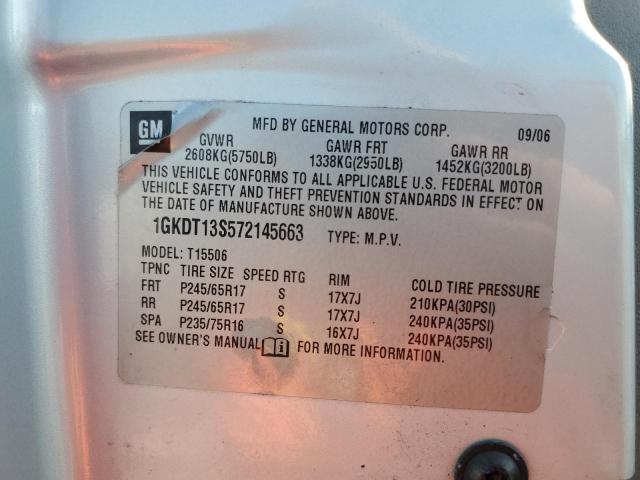 GM
MFD BY GENERAL MOTORS CORP. 09/06
GVWR GAWR FRT GAWR RR
2608KG(5750LB) 1338KG(2950LB) 1452KG(3200LB)
THIS VEHICLE CONFORMS TO ALL APPLICABLE U.S. FEDERAL MOTOR
VEHICLE SAFETY AND THEFT PREVENTION STANDARDS IN EFFECT ON
THE DATE OF MANUFACTURE SHOWN ABOVE.
1GKDT13S572145663 TYPE: M.P.V.
MODEL: T15506
TPNC TIRE SIZE SPEED RTG RIM COLD TIRE PRESSURE
FRT P245/65R17 S 17X7J 210KPA(30PSI)
RR P245/65R17 S 17X7J 240KPA(35PSI)
SPA P235/75R16 S 16X7J 240KPA(35PSI)
SEE OWNER'S MANUAL i FOR MORE INFORMATION.